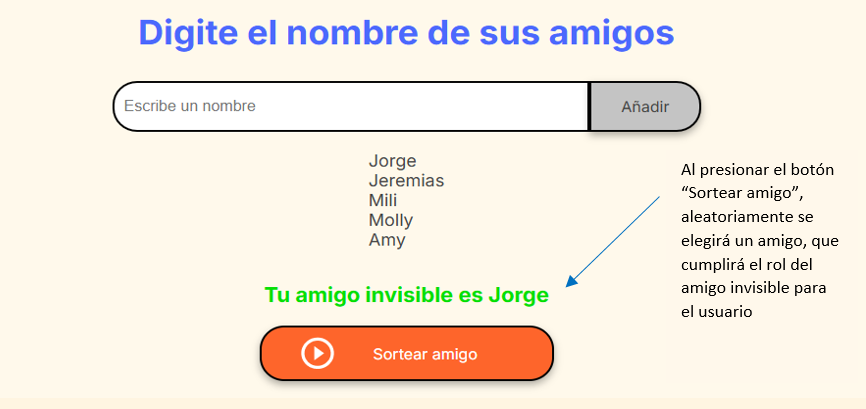 Digite el nombre de sus amigos
Escribe un nombre
Añadir
Jorge
Jeremias
Mili
Molly
Amy
Al presionar el botón
“Sortear amigo”,
aleatoriamente se
elegirá un amigo, que
cumplirá el rol del
amigo invisible para
el usuario
Tu amigo invisible es Jorge
Sortear amigo